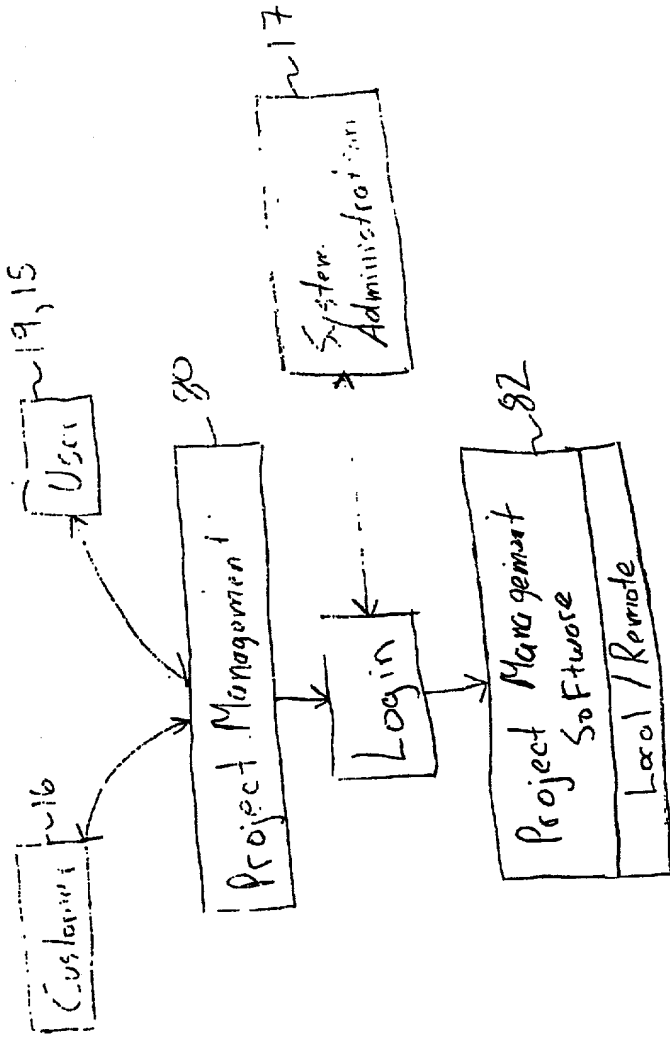 Customer
~16
User
~19, 15
Project Management
80
Login
System
Administration
~17
Project Management
Software
Local / Remote
~82